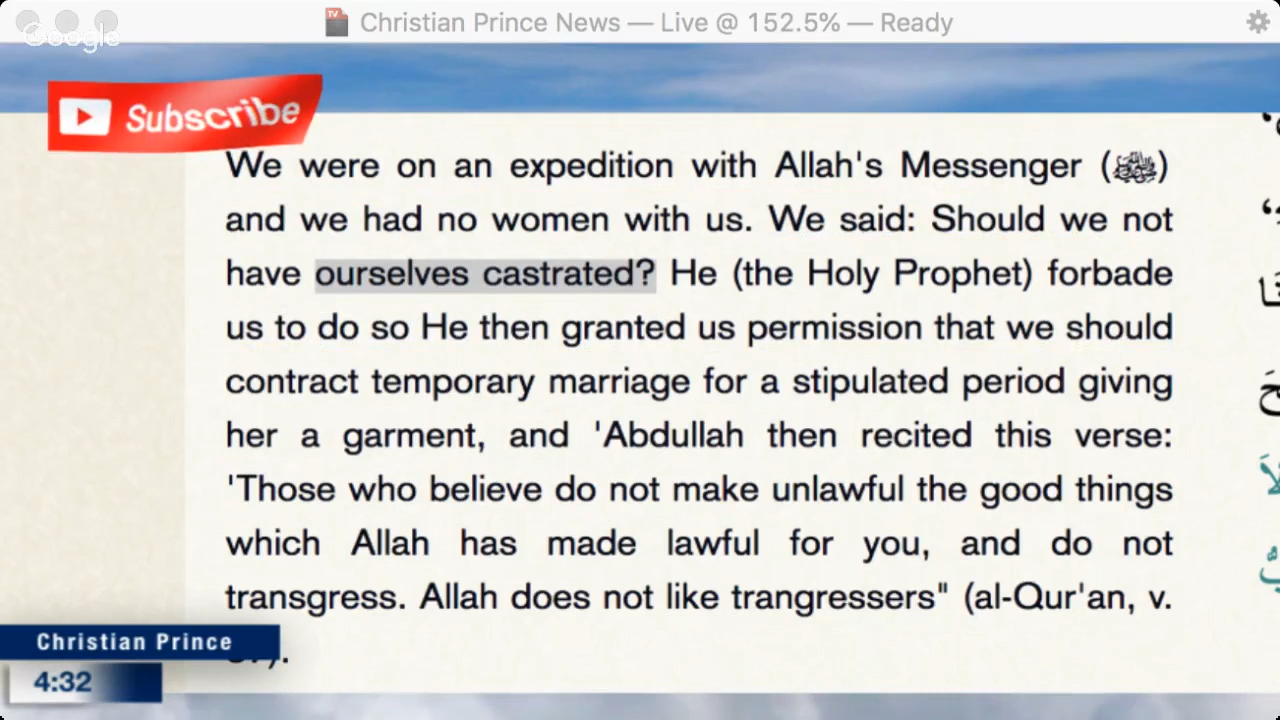 Christian Prince News — Live @ 152.5% — Ready
Google
Subscribe
We were on an expedition with Allah's Messenger (ﷺ)
and we had no women with us. We said: Should we not
have ourselves castrated? He (the Holy Prophet) forbade
us to do so He then granted us permission that we should
contract temporary marriage for a stipulated period giving
her a garment, and 'Abdullah then recited this verse:
'Those who believe do not make unlawful the good things
which Allah has made lawful for you, and do not
transgress. Allah does not like trangressers" (al-Qur'an, v.
Christian Prince
4:32